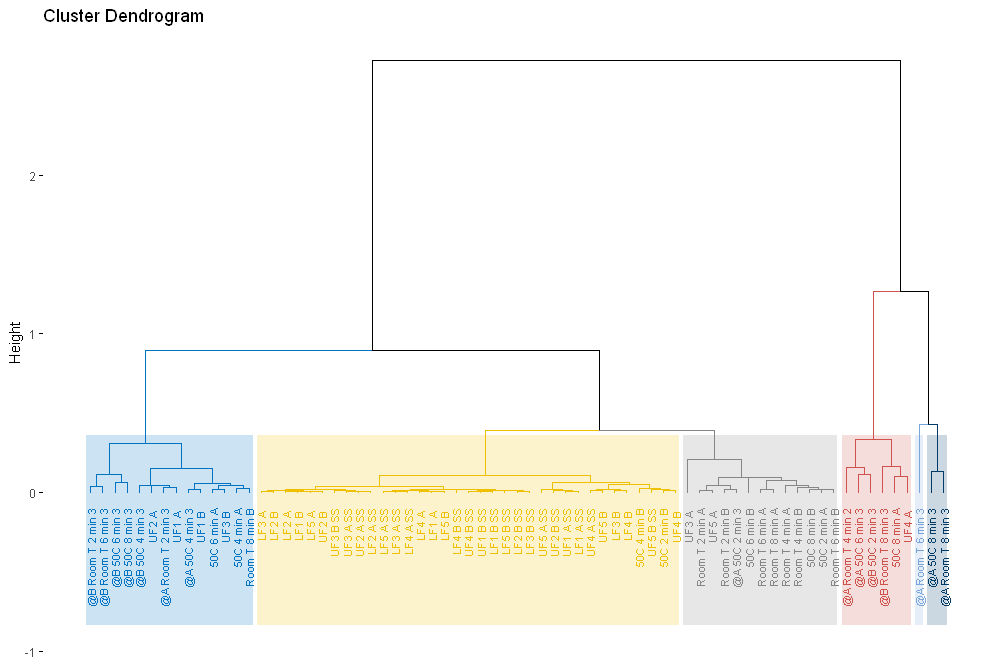 Cluster Dendrogram
Height
2
1
0
-1
@B Room T 2 min 3
@B Room T 6 min 3
@B 50C 6 min 3
@B 50C 8 min 3
@B 50C 4 min 3
UF2 A
@A Room T 2 min 3
UF1 A
@A 50C 4 min 3
UF1 B
50C 6 min A
UF3 B
50C 4 min A
Room T 8 min B
LF3 A
LF2 B
LF2 A
LF1 B
UF5 A
UF2 B
UF3 B SS
UF3 A SS
LF2 B SS
LF2 A SS
LF5 A SS
LF3 A SS
LF4 A SS
LF5 A
LF1 A
LF5 B
LF4 B SS
LF1 B SS
UF1 B SS
LF5 B SS
UF2 B SS
LF3 B SS
UF5 A SS
UF2 A SS
LF1 A SS
UF1 A SS
UF4 A SS
UF5 B
LF3 B
LF4 B
50C 4 min B
UF5 B SS
50C 2 min B
UF4 B
UF3 A
Room T 2 min A
UF5 A
Room T 2 min B
@A 50C 2 min 3
50C 6 min B
Room T 6 min A
Room T 8 min A
Room T 4 min A
Room T 4 min B
50C 8 min B
50C 2 min A
Room T 6 min B
@A Room T 4 min 2
@A 50C 6 min 3
@B 50C 2 min 3
@B Room T 8 min 3
50C 8 min A
UF4 A
@A Room T 6 min 3
@A 50C 8 min 3
@A Room T 8 min 3